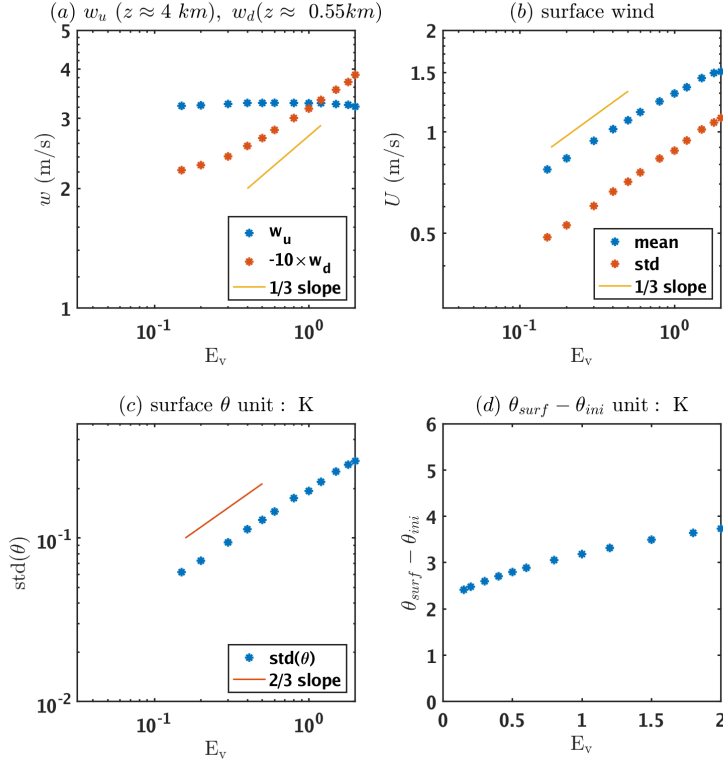 (a) w_u (z ≈ 4 km), w_d(z ≈ 0.55km)
5
4
3
2
1
w (m/s)
w_u
-10×w_d
1/3 slope
10^-1
10^0
E_v
(b) surface wind
2
1.5
1
0.5
U (m/s)
mean
std
1/3 slope
10^-1
10^0
E_v
(c) surface θ unit : K
10^-1
10^-2
std(θ)
std(θ)
2/3 slope
10^-1
10^0
E_v
(d) θ_surf − θ_ini unit : K
6
5
4
3
2
1
0
θ_surf − θ_ini
0
0.5
1
1.5
2
E_v